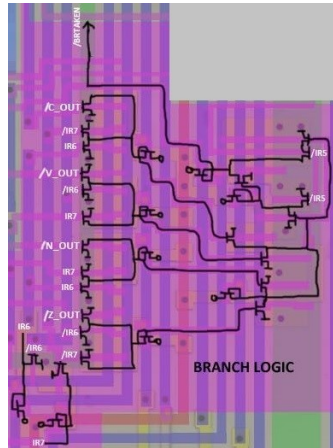 /BRTAKEN
/C_OUT
/IR7
IR6
/V_OUT
/IR6
IR7
/N_OUT
IR7
IR6
/Z_OUT
/IR6
/IR7
/IR5
/IR5
IR6
/IR6
IR7
BRANCH LOGIC